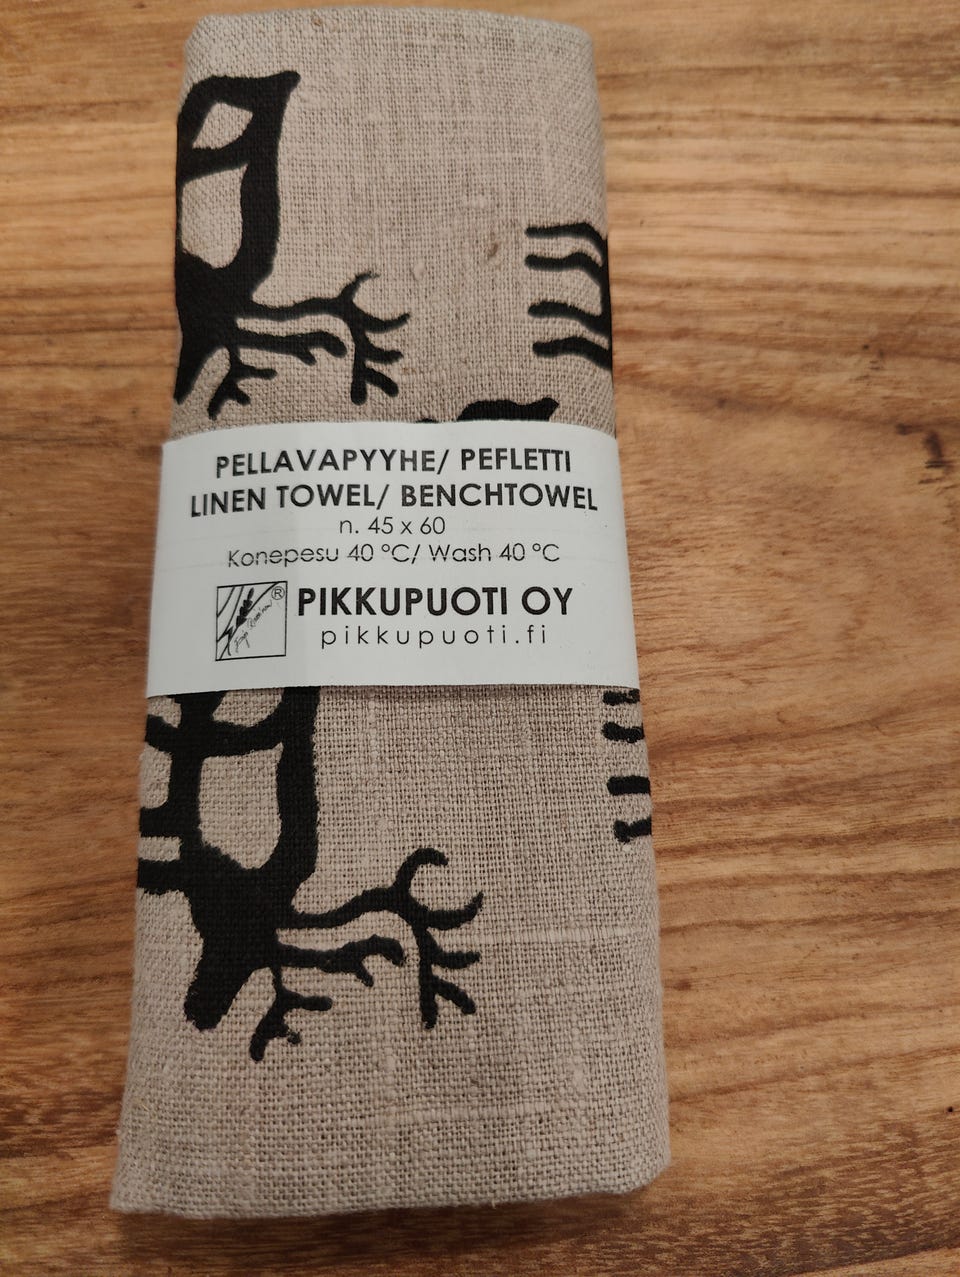 PELLAVAPYYHE/ PEFLETTI
LINEN TOWEL/ BENCHTOWEL
n. 45 x 60
Konepesu 40 °C/ Wash 40 °C
®
PIKKUPUOTI OY
pikkupuoti.fi